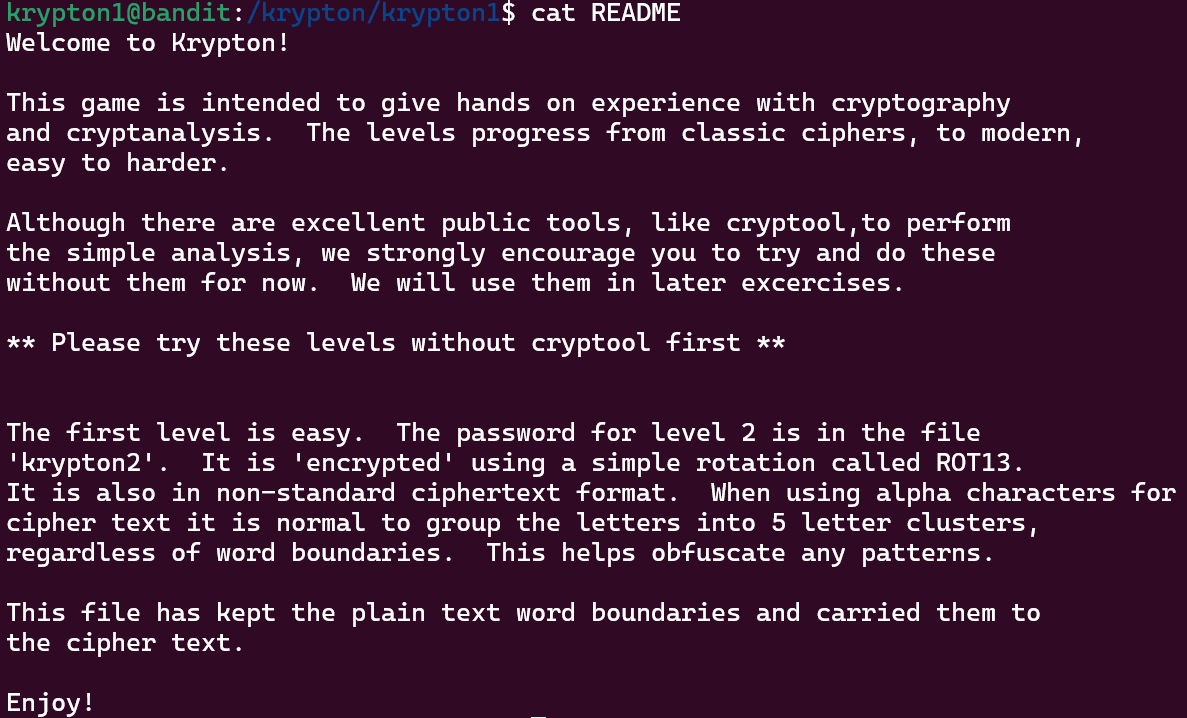 krypton1@bandit:/krypton/krypton1$ cat README
Welcome to Krypton!
This game is intended to give hands on experience with cryptography
and cryptanalysis.  The levels progress from classic ciphers, to modern,
easy to harder.
Although there are excellent public tools, like cryptool,to perform
the simple analysis, we strongly encourage you to try and do these
without them for now.  We will use them in later excercises.
** Please try these levels without cryptool first **
The first level is easy.  The password for level 2 is in the file
'krypton2'.  It is 'encrypted' using a simple rotation called ROT13.
It is also in non-standard ciphertext format.  When using alpha characters for
cipher text it is normal to group the letters into 5 letter clusters,
regardless of word boundaries.  This helps obfuscate any patterns.
This file has kept the plain text word boundaries and carried them to
the cipher text.
Enjoy!